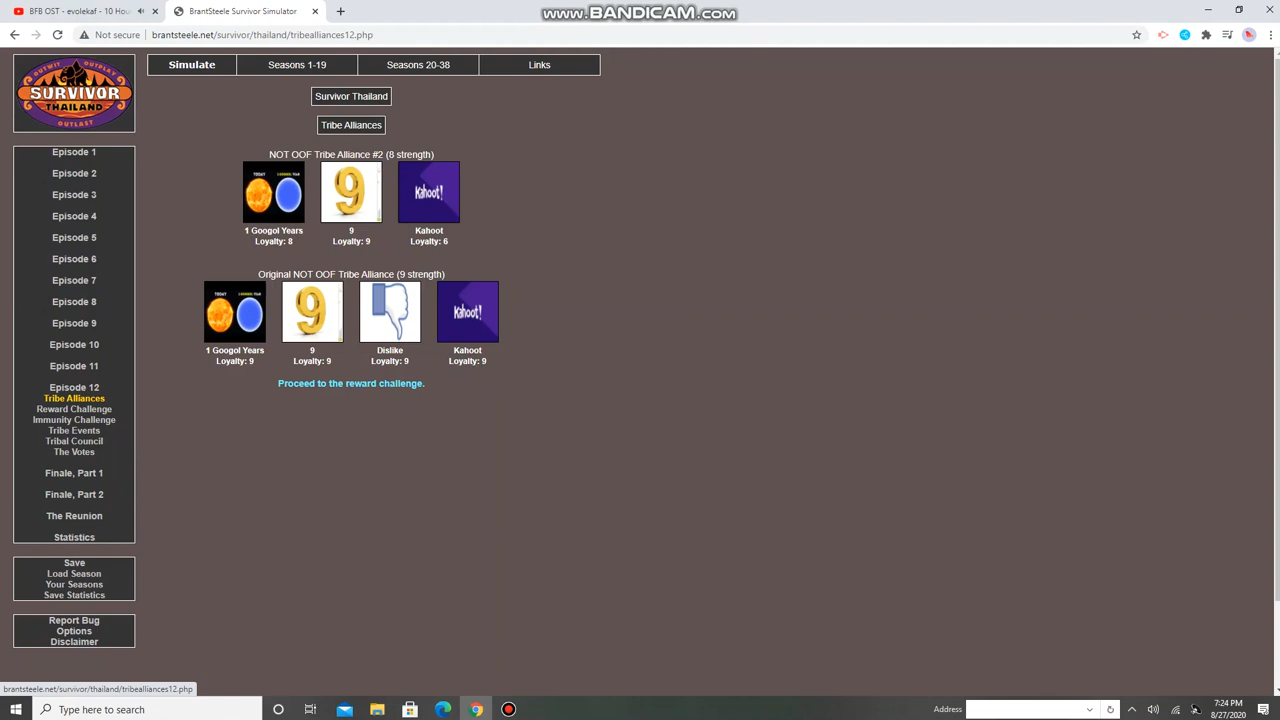 BFB OST - evolekaf - 10 Hou
BrantSteele Survivor Simulator
www.BANDICAM.com
Not secure
brantsteele.net/survivor/thailand/tribealliances12.php
OUTWIT OUTPLAY
SURVIVOR
THAILAND
OUTLAST
Simulate
Seasons 1-19
Seasons 20-38
Links
Survivor Thailand
Tribe Alliances
NOT OOF Tribe Alliance #2 (8 strength)
TODAY
Kahoot!
1 Googol Years
9
Kahoot
Loyalty: 8
Loyalty: 9
Loyalty: 6
Original NOT OOF Tribe Alliance (9 strength)
TODAY
Kahoot!
1 Googol Years
9
Dislike
Kahoot
Loyalty: 9
Loyalty: 9
Loyalty: 9
Loyalty: 9
Proceed to the reward challenge.
Episode 1
Episode 2
Episode 3
Episode 4
Episode 5
Episode 6
Episode 7
Episode 8
Episode 9
Episode 10
Episode 11
Episode 12
Tribe Alliances
Reward Challenge
Immunity Challenge
Tribe Events
Tribal Council
The Votes
Finale, Part 1
Finale, Part 2
The Reunion
Statistics
Save
Load Season
Your Seasons
Save Statistics
Report Bug
Options
Disclaimer
brantsteele.net/survivor/thailand/tribealliances12.php
Type here to search
Address
7:24 PM
8/27/2020